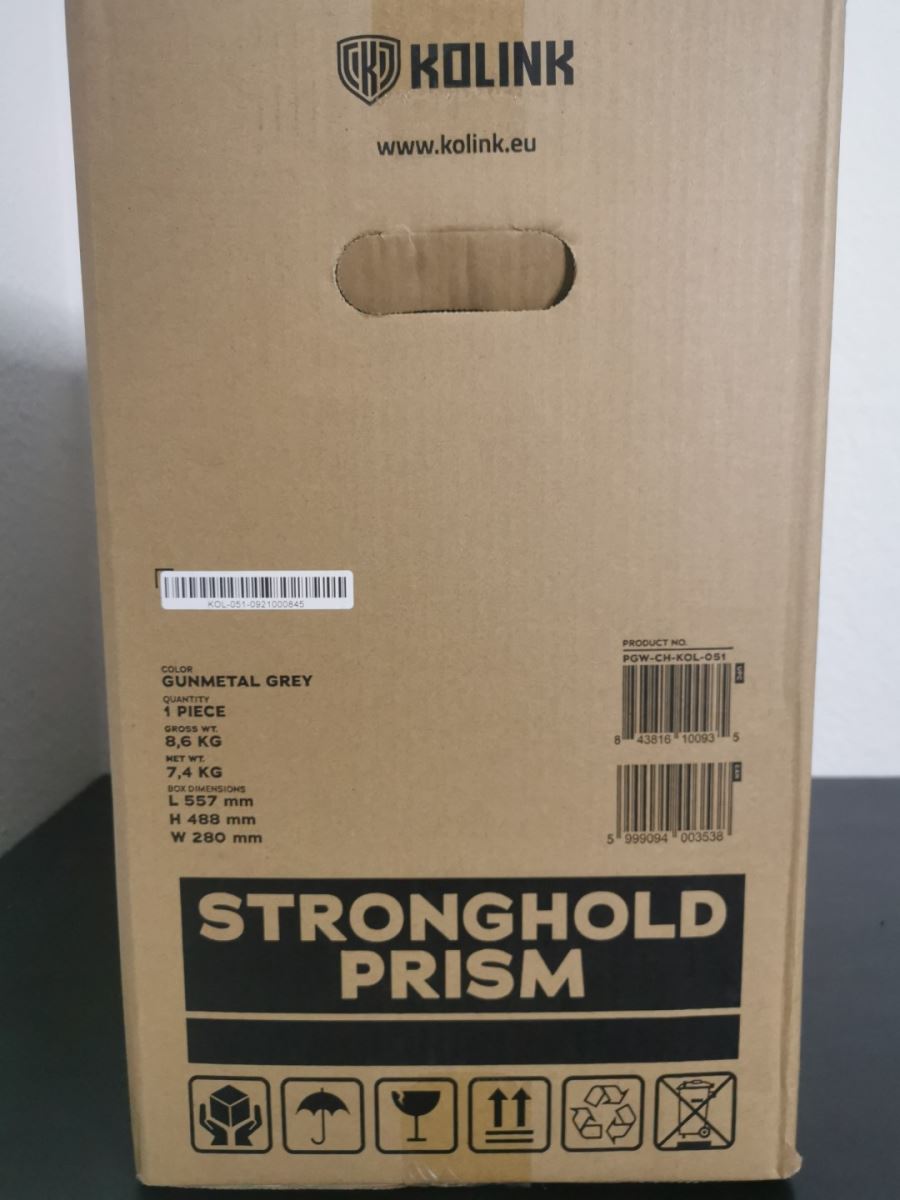 KOLINK
www.kolink.eu
KOL-051-0921000845
COLOR
GUNMETAL GREY
QUANTITY
1 PIECE
GROSS WT.
8,6 KG
NET WT.
7,4 KG
BOX DIMENSIONS
L 557 mm
H 488 mm
W 280 mm
PRODUCT NO.
PGW-CH-KOL-051
UPC
8 43816 10093 5
EAN
5 999094 003538
STRONGHOLD
PRISM